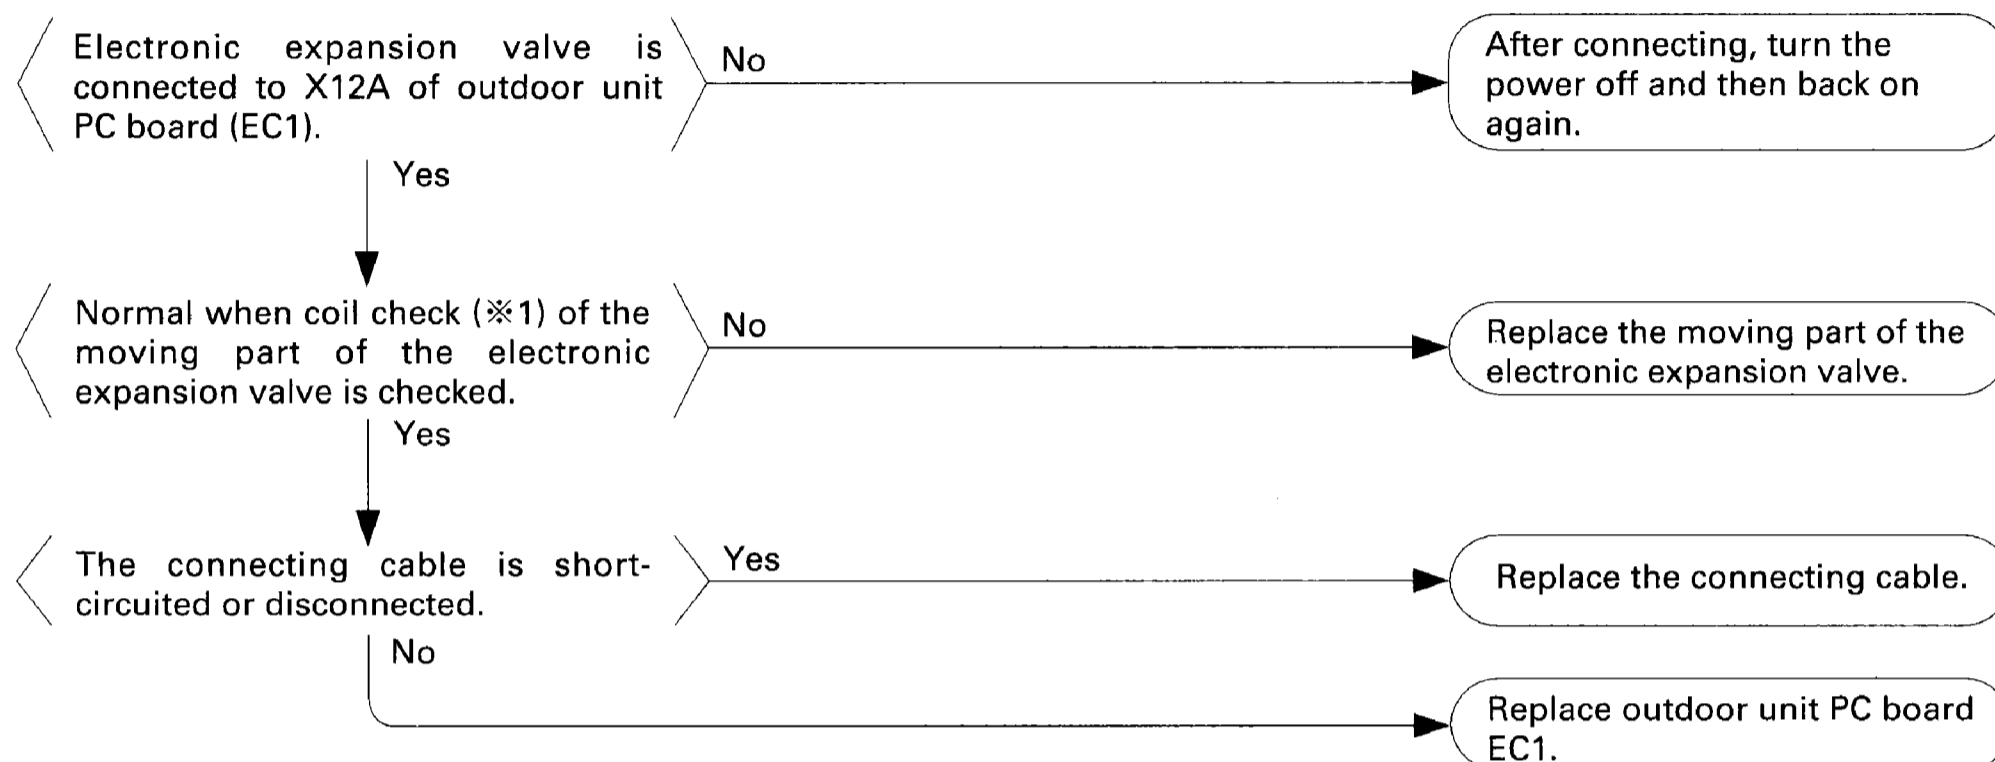 Electronic expansion valve is
connected to X12A of outdoor unit
PC board (EC1).
No
After connecting, turn the
power off and then back on
again.
Yes
Normal when coil check (※1) of the
moving part of the electronic
expansion valve is checked.
No
Replace the moving part of the
electronic expansion valve.
Yes
The connecting cable is short-
circuited or disconnected.
Yes
Replace the connecting cable.
No
Replace outdoor unit PC board
EC1.